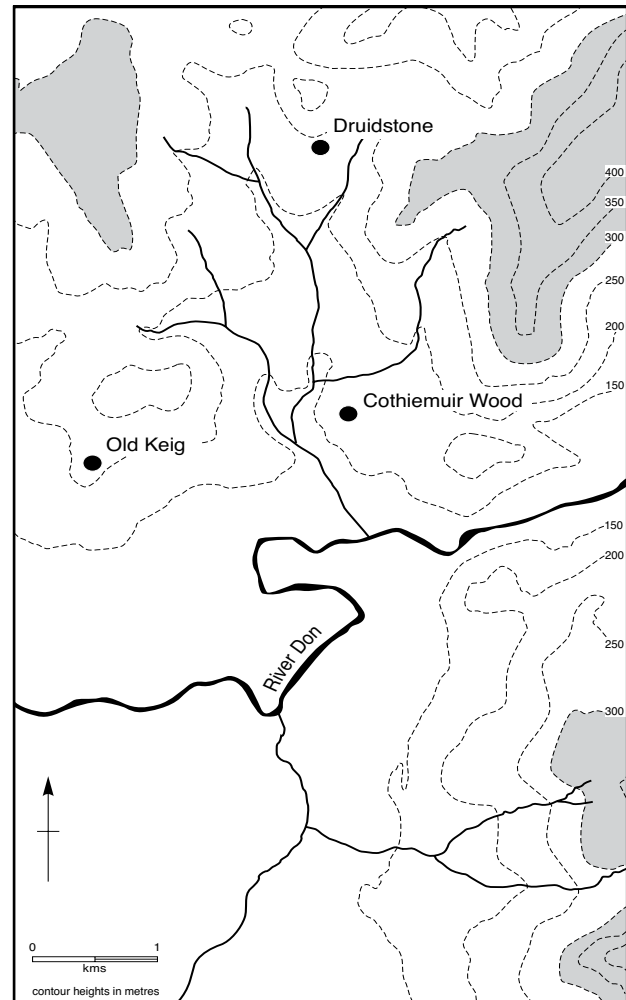 Druidstone
400
350
300
250
200
150
Cothiemuir Wood
Old Keig
150
200
River Don
250
300
0 1
kms
contour heights in metres